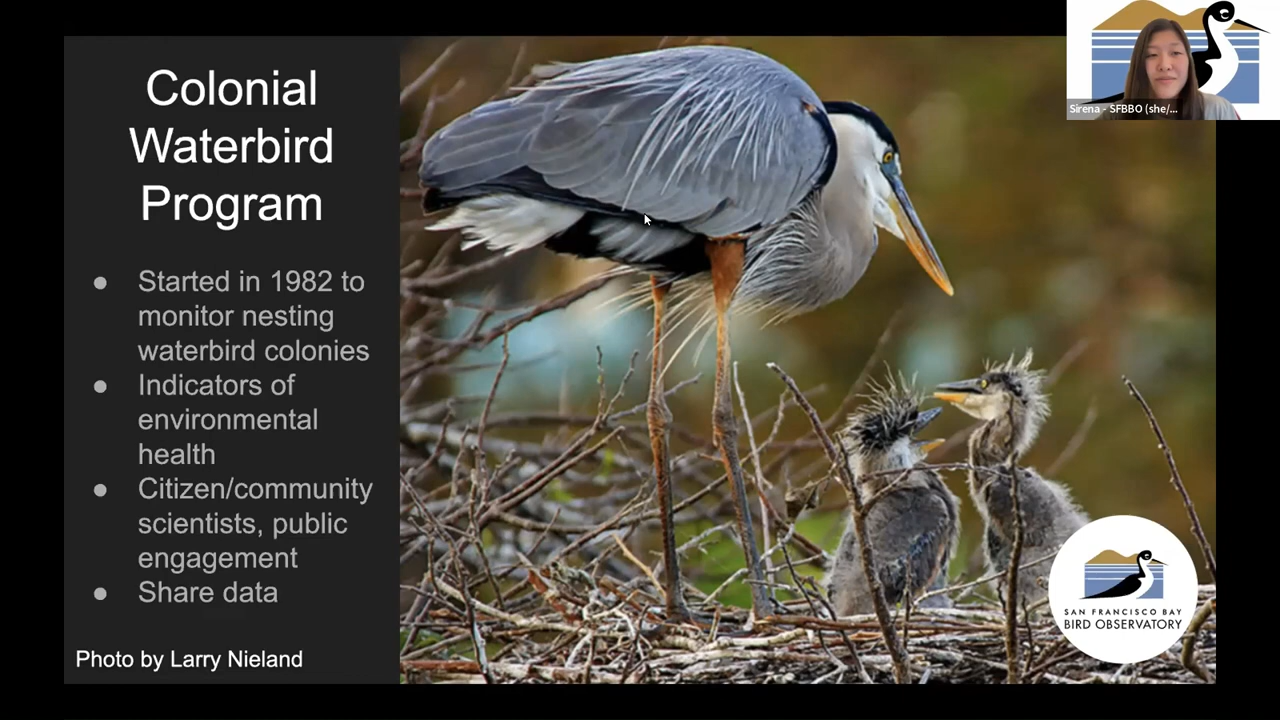 Colonial
Waterbird
Program
● Started in 1982 to
monitor nesting
waterbird colonies
● Indicators of
environmental
health
● Citizen/community
scientists, public
engagement
● Share data
Photo by Larry Nieland
Sirena - SFBBO (she/...
SAN FRANCISCO BAY
BIRD OBSERVATORY